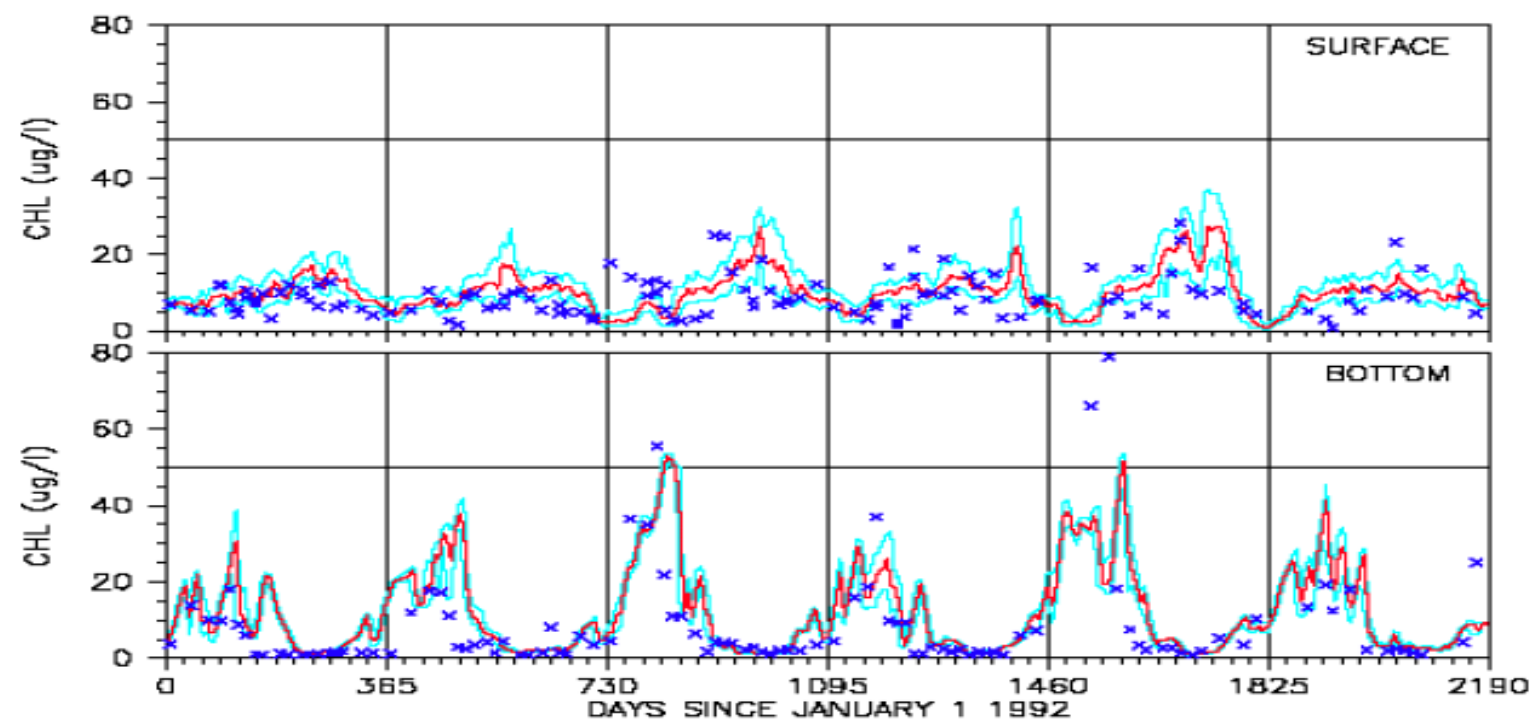 80
SURFACE
60
CHL (ug/l)
40
20
0
80
BOTTOM
60
CHL (ug/l)
40
20
0
0 365 730 1095 1460 1825 2190
DAYS SINCE JANUARY 1 1992